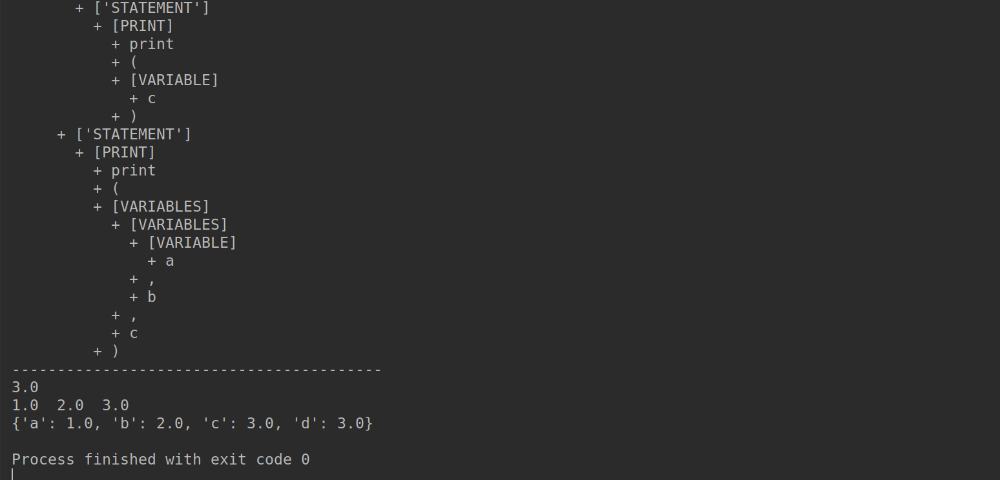 + ['STATEMENT']
+ [PRINT]
+ print
+ (
+ [VARIABLE]
+ c
+ )
+ ['STATEMENT']
+ [PRINT]
+ print
+ (
+ [VARIABLES]
+ [VARIABLES]
+ [VARIABLE]
+ a
+ ,
+ b
+ ,
+ c
+ )
-----------------------------------------
3.0
1.0  2.0  3.0
{'a': 1.0, 'b': 2.0, 'c': 3.0, 'd': 3.0}
Process finished with exit code 0